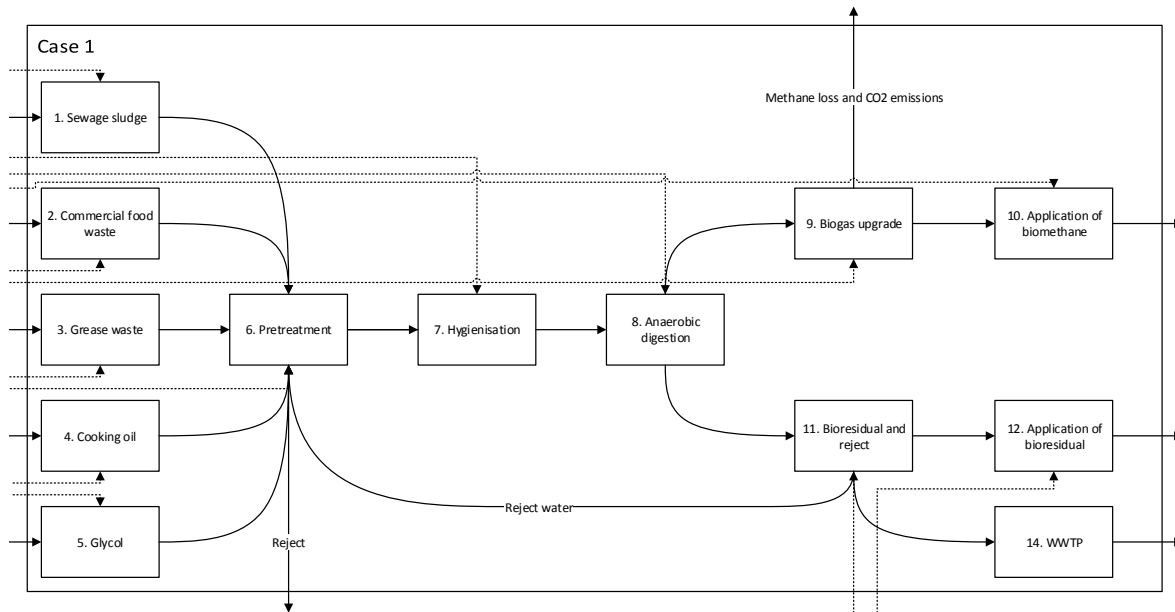 Case 1
Methane loss and CO2 emissions
1. Sewage sludge
2. Commercial food
waste
9. Biogas upgrade
10. Application of
biomethane
3. Grease waste
6. Pretreatment
7. Hygienisation
8. Anaerobic
digestion
4. Cooking oil
11. Bioresidual and
reject
12. Application of
bioresidual
Reject water
5. Glycol
Reject
14. WWTP